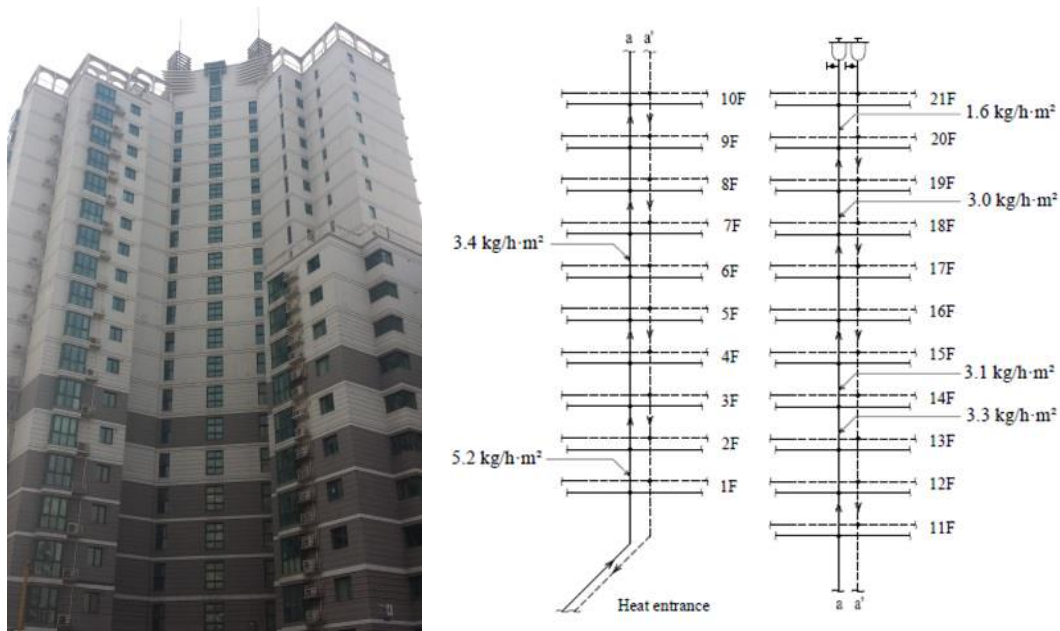 a a'
10F
9F
8F
7F
3.4 kg/h·m²
6F
5F
4F
3F
2F
5.2 kg/h·m²
1F
Heat entrance
21F
1.6 kg/h·m²
20F
19F
3.0 kg/h·m²
18F
17F
16F
15F
3.1 kg/h·m²
14F
3.3 kg/h·m²
13F
12F
11F
a a'